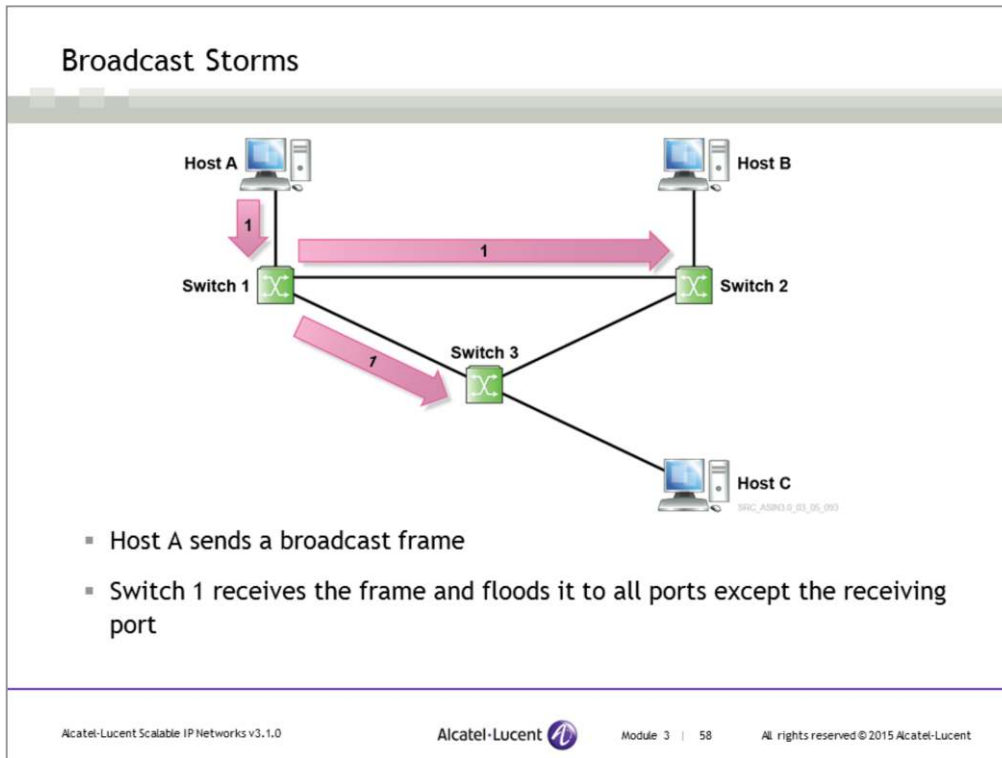 Broadcast Storms
Host A
Host B
1
1
Switch 1
Switch 2
1
Switch 3
Host C
SRC_ASIN3.0_03_05_093
▪ Host A sends a broadcast frame
▪ Switch 1 receives the frame and floods it to all ports except the receiving
port
Alcatel-Lucent Scalable IP Networks v3.1.0
Alcatel·Lucent
Module 3 | 58
All rights reserved © 2015 Alcatel-Lucent